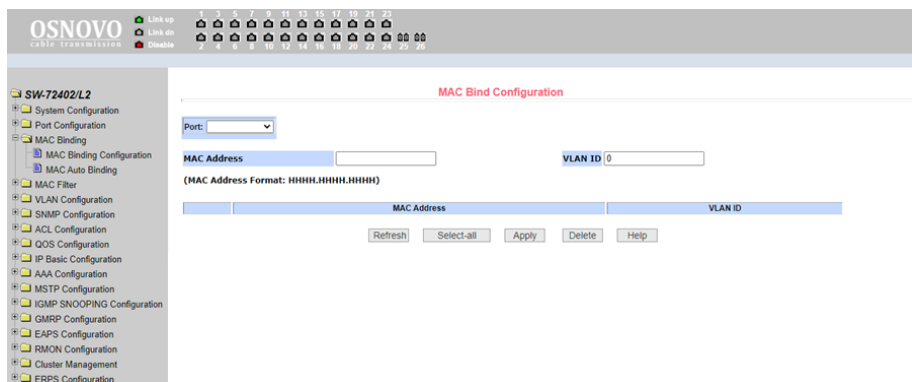 OSNOVO
cable transmission
Link up
Link dn
Disable
1 3 5 7 9 11 13 15 17 19 21 23
2 4 6 8 10 12 14 16 18 20 22 24 25 26
SW-72402/L2
System Configuration
Port Configuration
MAC Binding
MAC Binding Configuration
MAC Auto Binding
MAC Filter
VLAN Configuration
SNMP Configuration
ACL Configuration
QOS Configuration
IP Basic Configuration
AAA Configuration
MSTP Configuration
IGMP SNOOPING Configuration
GMRP Configuration
EAPS Configuration
RMON Configuration
Cluster Management
ERPS Configuration
MAC Bind Configuration
Port:
MAC Address
VLAN ID 0
(MAC Address Format: HHHH.HHHH.HHHH)
MAC Address VLAN ID
Refresh Select-all Apply Delete Help